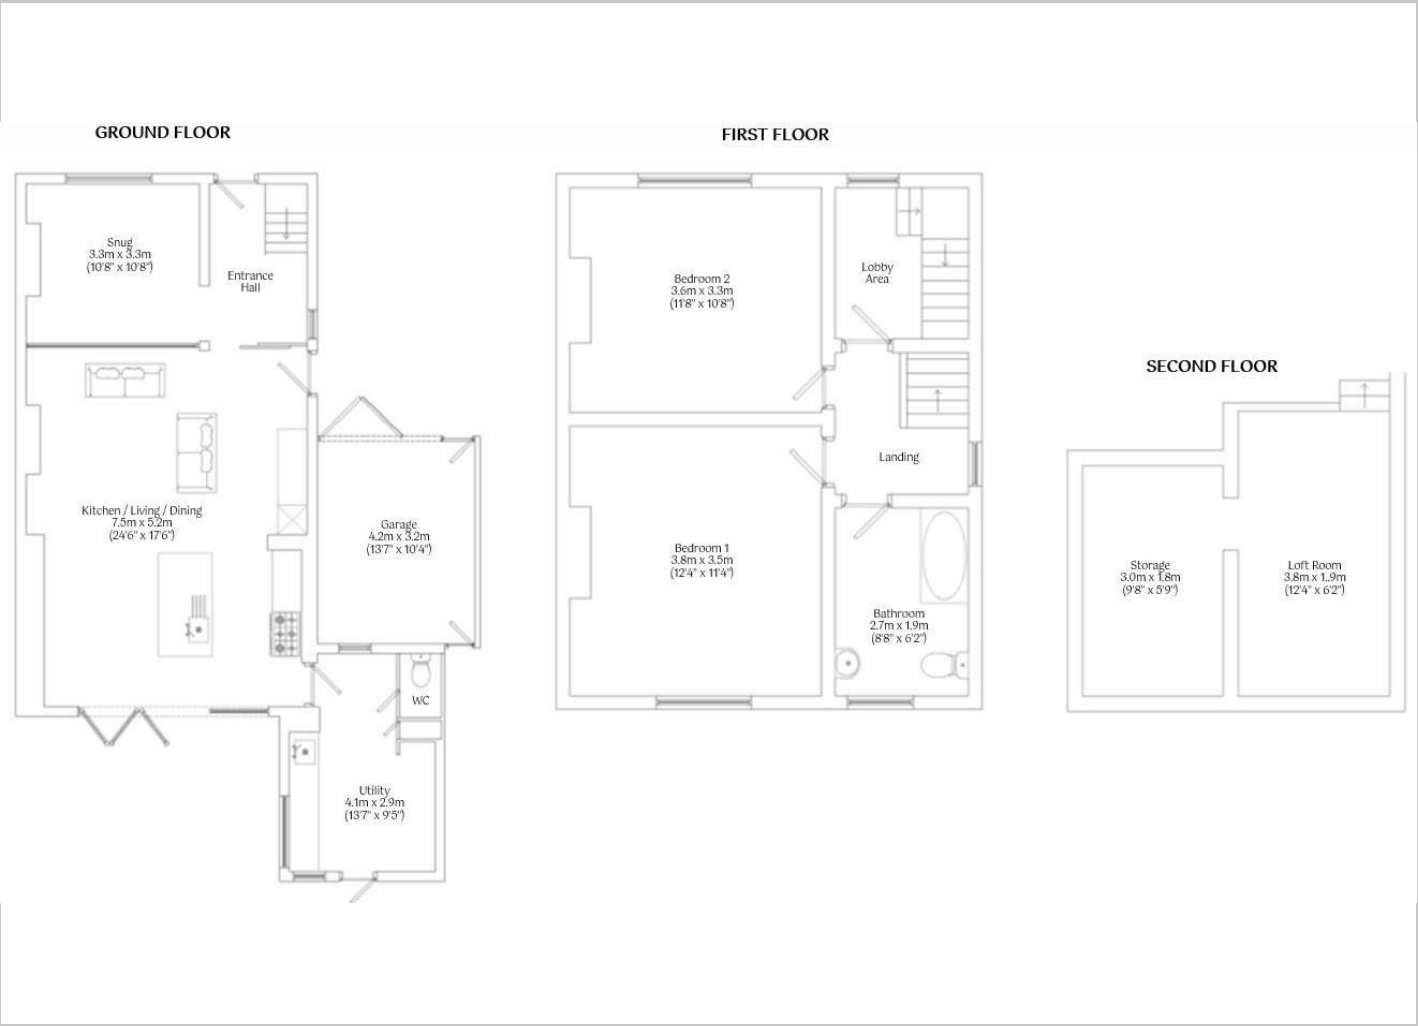 GROUND FLOOR
Snug
3.3m x 3.3m
(10'8" x 10'8")
Entrance
Hall
Kitchen / Living / Dining
7.5m x 5.2m
(24'6" x 17'6")
Garage
4.2m x 3.2m
(13'7" x 10'4")
WC
Utility
4.1m x 2.9m
(13'7" x 9'5")
FIRST FLOOR
Bedroom 2
3.6m x 3.3m
(11'8" x 10'8")
Lobby
Area
Landing
Bedroom 1
3.8m x 3.5m
(12'4" x 11'4")
Bathroom
2.7m x 1.9m
(8'8" x 6'2")
SECOND FLOOR
Storage
3.0m x 1.8m
(9'8" x 5'9")
Loft Room
3.8m x 1..9m
(12'4" x 6'2")